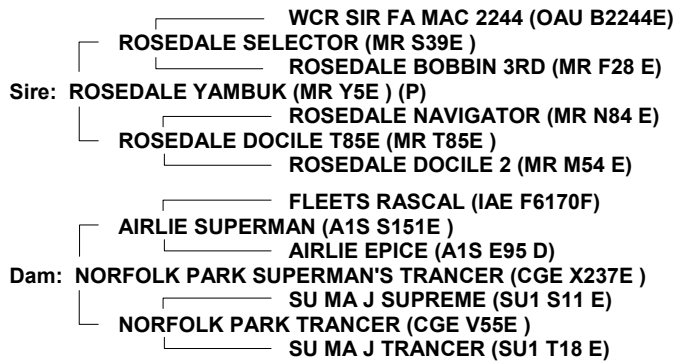 WCR SIR FA MAC 2244 (OAU B2244E)
ROSEDALE SELECTOR (MR S39E )
ROSEDALE BOBBIN 3RD (MR F28 E)
Sire: ROSEDALE YAMBUK (MR Y5E ) (P)
ROSEDALE NAVIGATOR (MR N84 E)
ROSEDALE DOCILE T85E (MR T85E )
ROSEDALE DOCILE 2 (MR M54 E)
FLEETS RASCAL (IAE F6170F)
AIRLIE SUPERMAN (A1S S151E )
AIRLIE EPICE (A1S E95 D)
Dam: NORFOLK PARK SUPERMAN'S TRANCER (CGE X237E )
SU MA J SUPREME (SU1 S11 E)
NORFOLK PARK TRANCER (CGE V55E )
SU MA J TRANCER (SU1 T18 E)